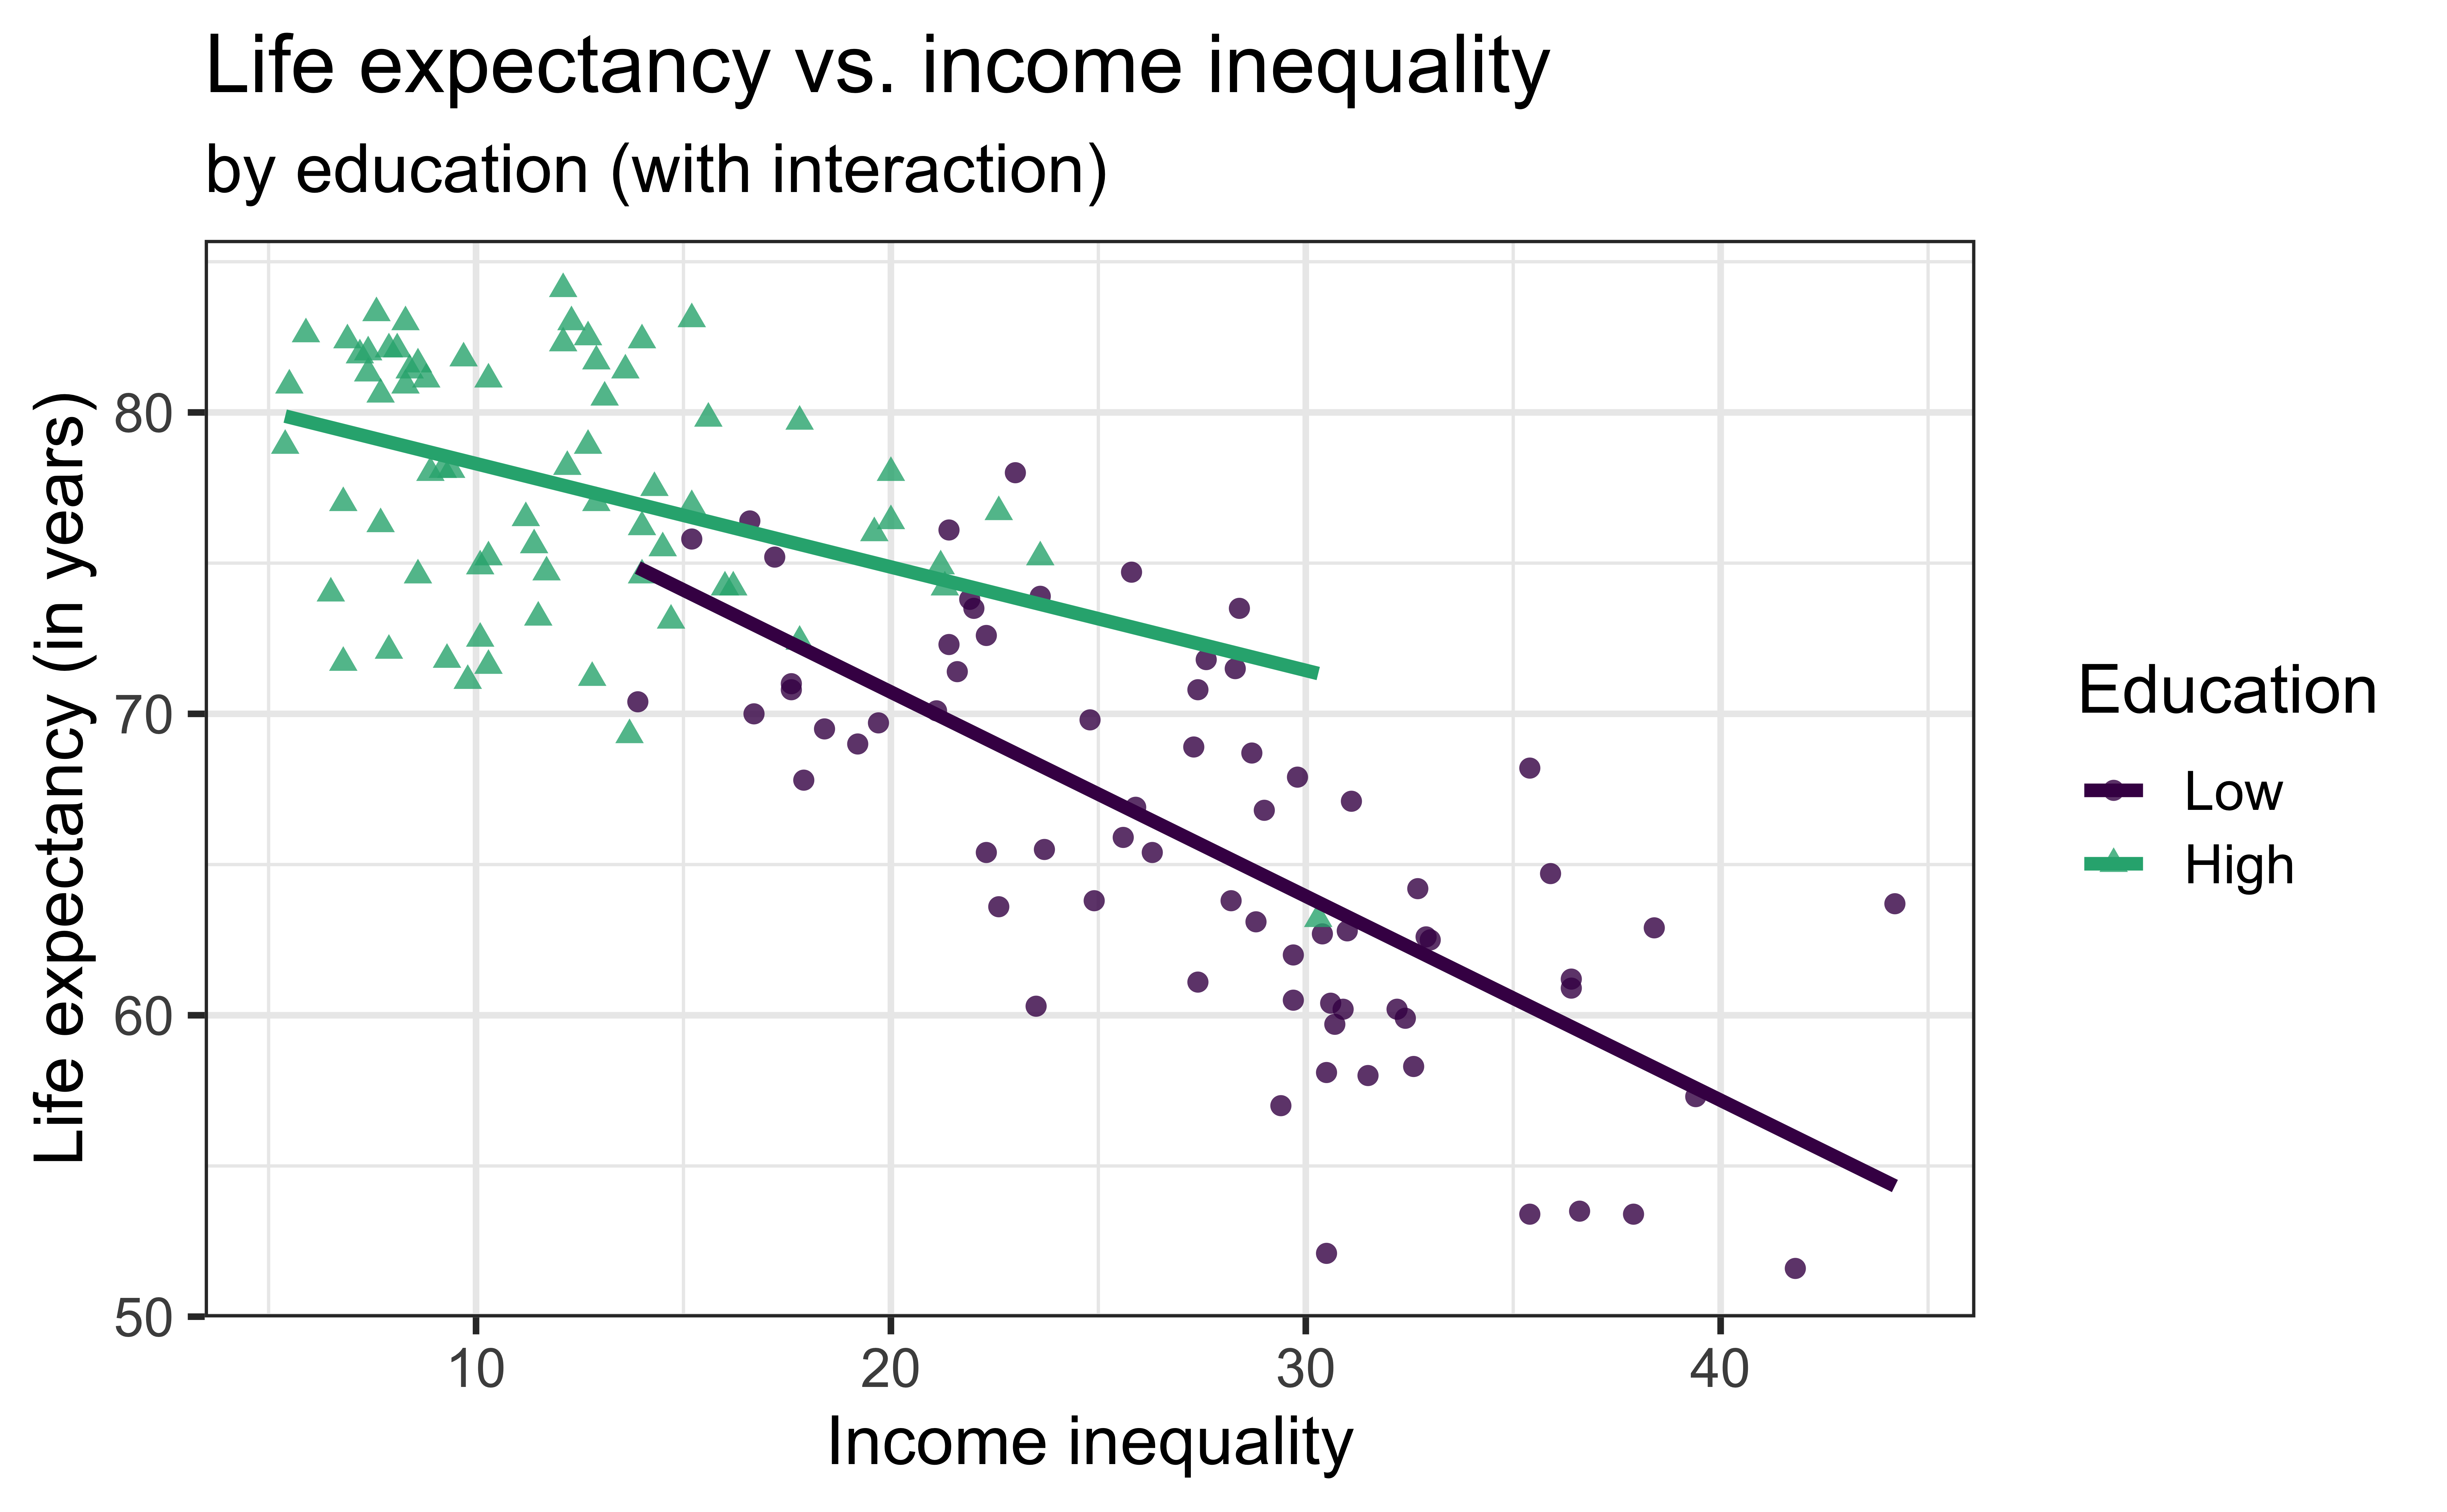 Life expectancy vs. income inequality
by education (with interaction)
Life expectancy (in years)
80
70
60
50
10 20 30 40
Income inequality
Education
Low
High